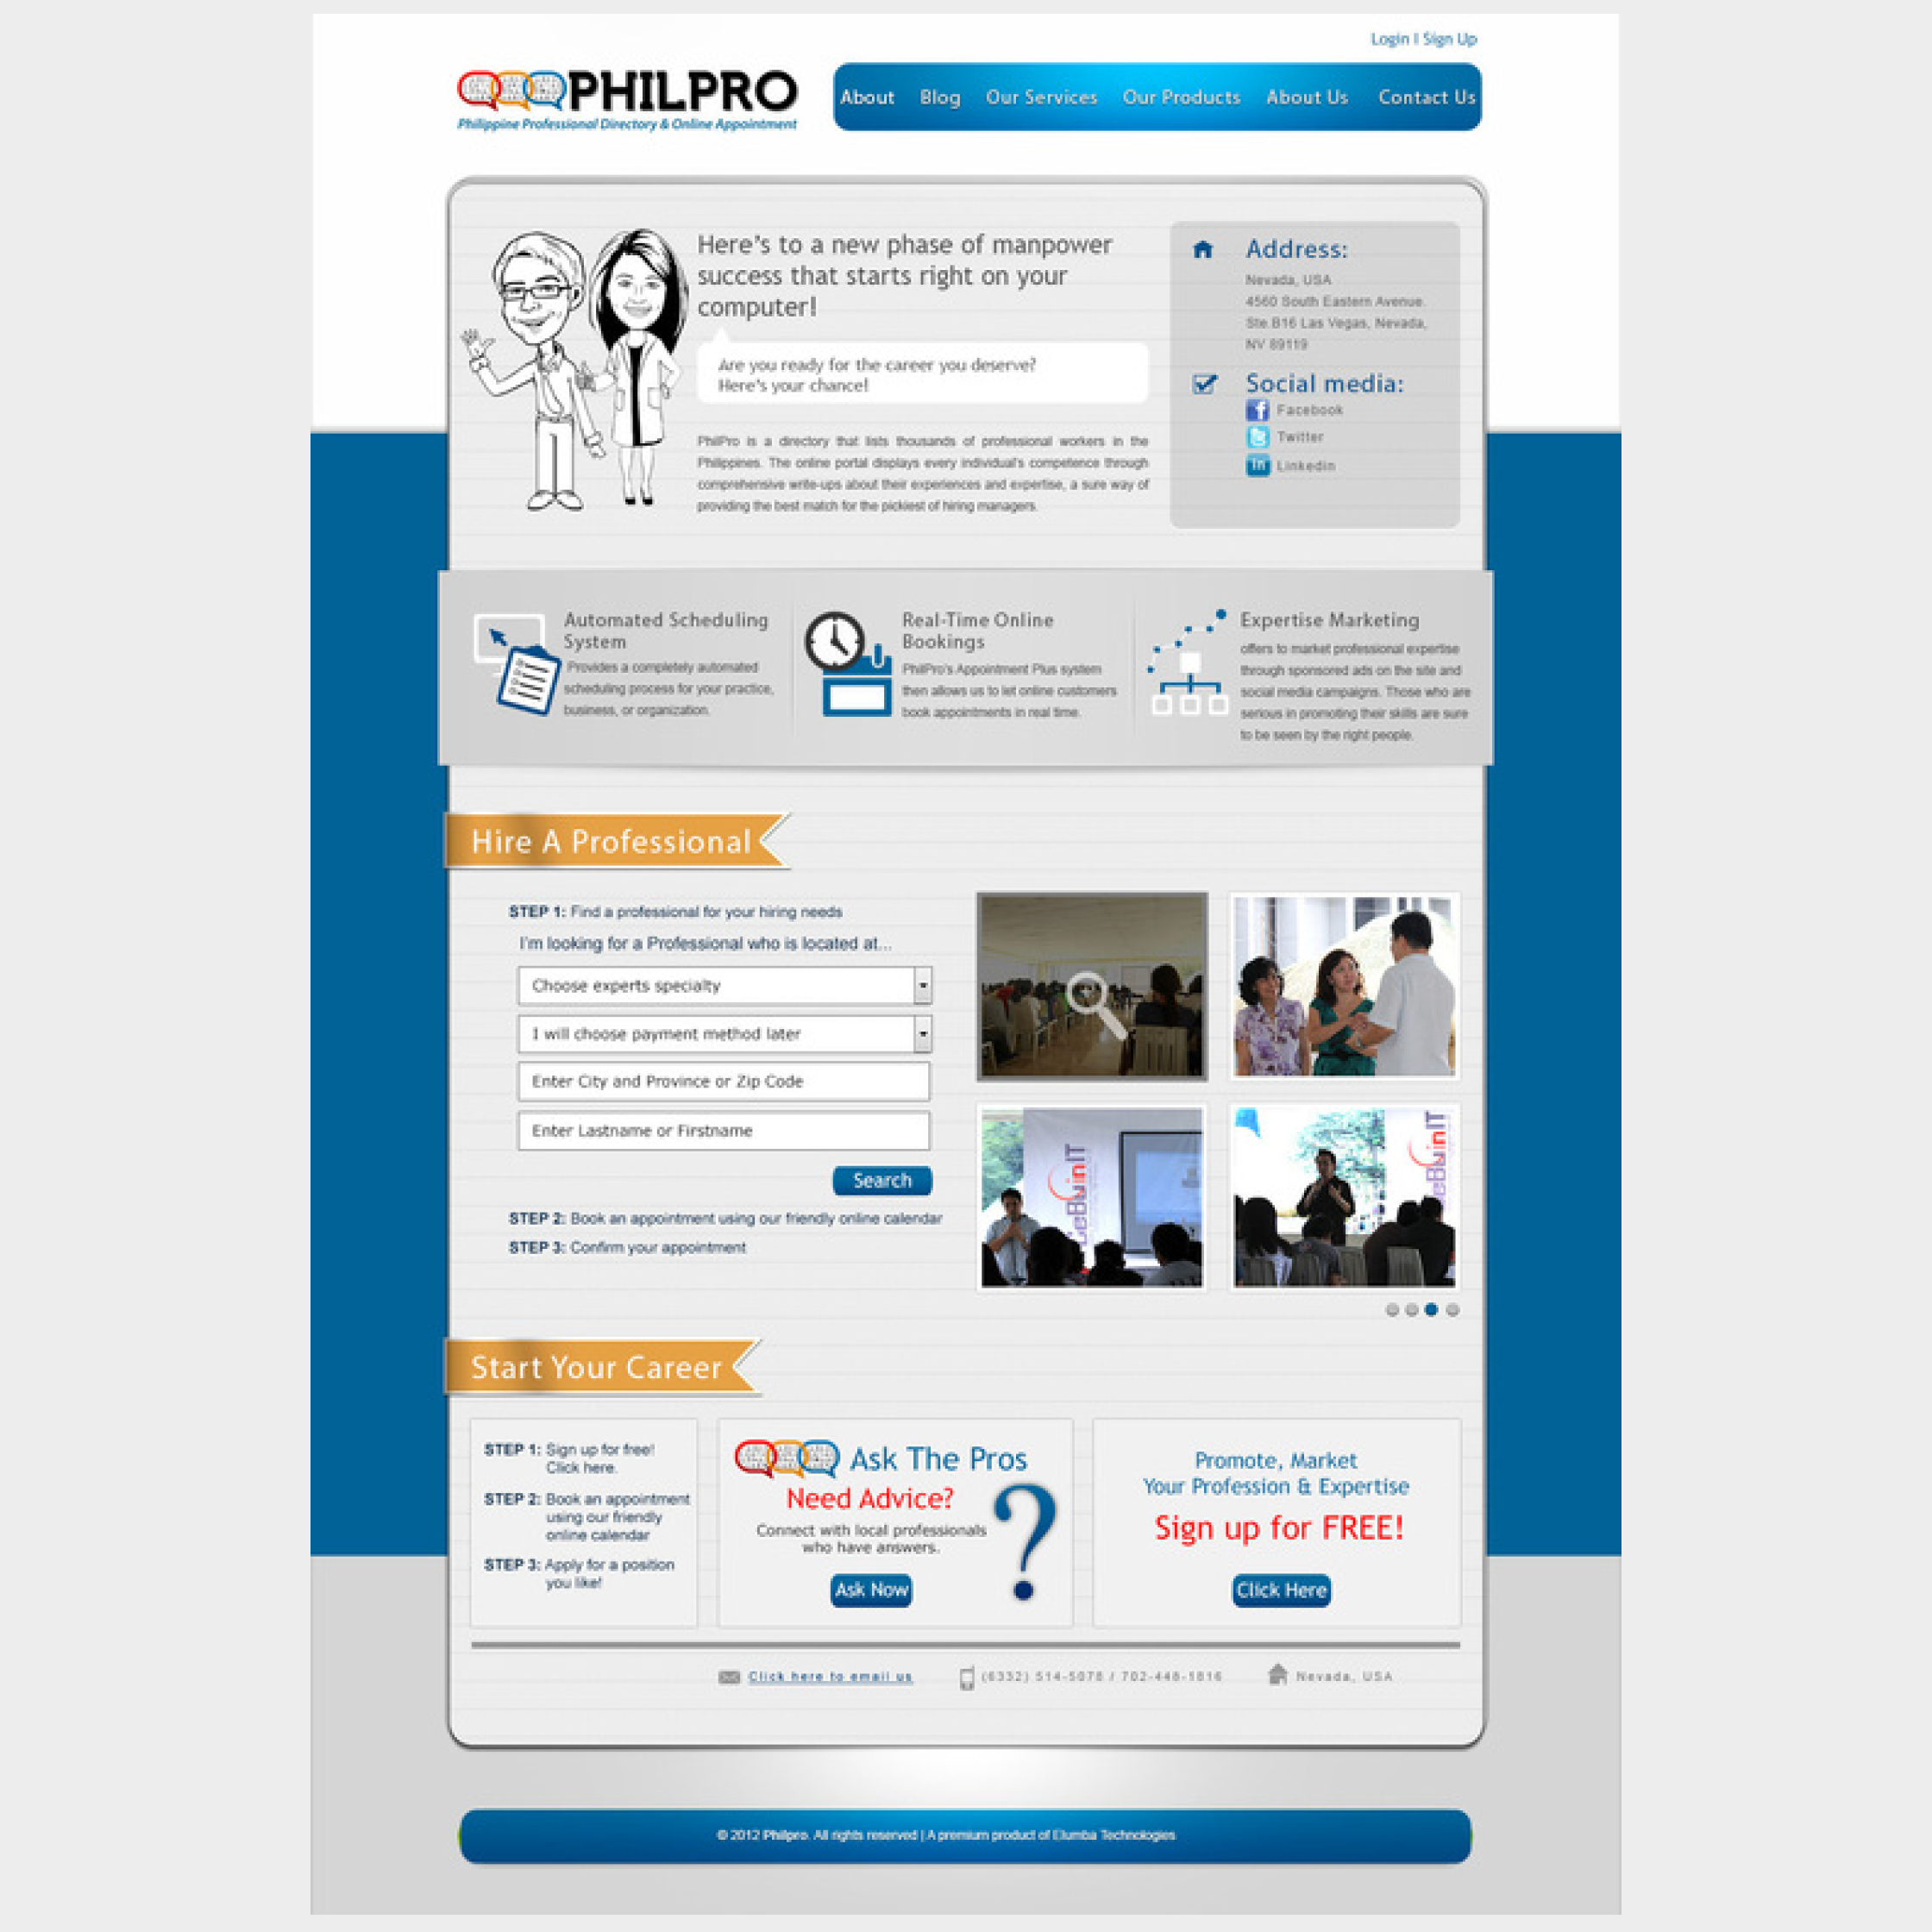 Login | Sign Up
PHILPRO
Philippine Professional Directory & Online Appointment
About Blog Our Services Our Products About Us Contact Us
Here's to a new phase of manpower
success that starts right on your
computer!
Are you ready for the career you deserve?
Here's your chance!
PhilPro is a directory that lists thousands of professional workers in the
Philippines. The online portal displays every individual's competence through
comprehensive write-ups about their experiences and expertise, a sure way of
providing the best match for the pickiest of hiring managers.
Address:
Nevada, USA
4560 South Eastern Avenue.
Ste.B16 Las Vegas, Nevada,
NV 89119
Social media:
Facebook
Twitter
Linkedin
Automated Scheduling
System
Provides a completely automated
scheduling process for your practice,
business, or organization.
Real-Time Online
Bookings
PhilPro's Appointment Plus system
then allows us to let online customers
book appointments in real time.
Expertise Marketing
offers to market professional expertise
through sponsored ads on the site and
social media campaigns. Those who are
serious in promoting their skills are sure
to be seen by the right people.
Hire A Professional
STEP 1: Find a professional for your hiring needs
I'm looking for a Professional who is located at...
Choose experts specialty
I will choose payment method later
Enter City and Province or Zip Code
Enter Lastname or Firstname
Search
STEP 2: Book an appointment using our friendly online calendar
STEP 3: Confirm your appointment
CeBuinIT
CeBuinIT
Start Your Career
STEP 1: Sign up for free!
Click here.
STEP 2: Book an appointment
using our friendly
online calendar
STEP 3: Apply for a position
you like!
Ask The Pros
Need Advice?
Connect with local professionals
who have answers.
?
Ask Now
Promote, Market
Your Profession & Expertise
Sign up for FREE!
Click Here
Click here to email us
(6332) 514-5078 / 702-448-1816
Nevada, USA
© 2012 Philpro. All rights reserved | A premium product of Elumba Technologies